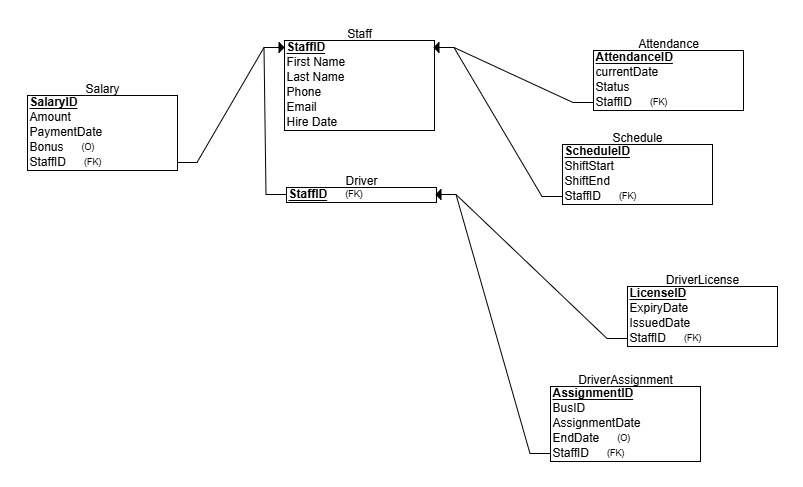 Staff
StaffID
First Name
Last Name
Phone
Email
Hire Date
Attendance
AttendanceID
currentDate
Status
StaffID (FK)
Salary
SalaryID
Amount
PaymentDate
Bonus (O)
StaffID (FK)
Schedule
ScheduleID
ShiftStart
ShiftEnd
StaffID (FK)
Driver
StaffID (FK)
DriverLicense
LicenseID
ExpiryDate
IssuedDate
StaffID (FK)
DriverAssignment
AssignmentID
BusID
AssignmentDate
EndDate (O)
StaffID (FK)